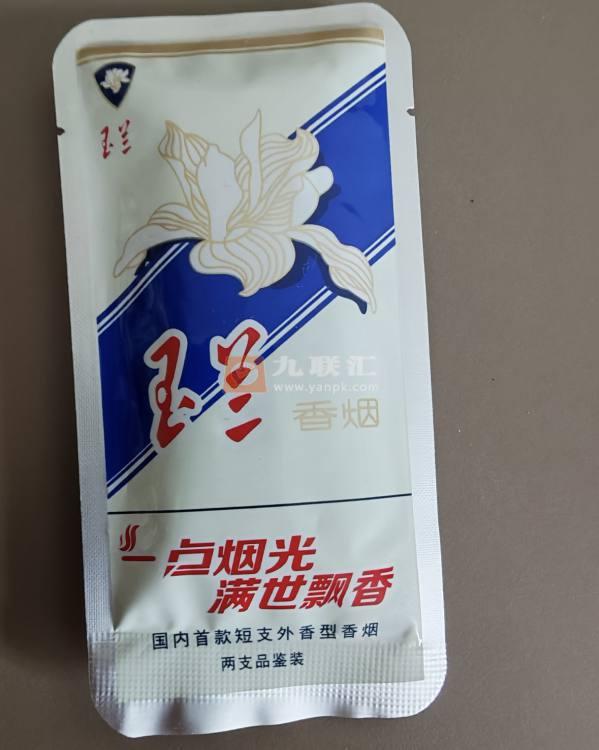 玉兰
玉兰
九联汇
www.yanpk.com
香烟
一点烟光
满世飘香
国内首款短支外香型香烟
两支品鉴装